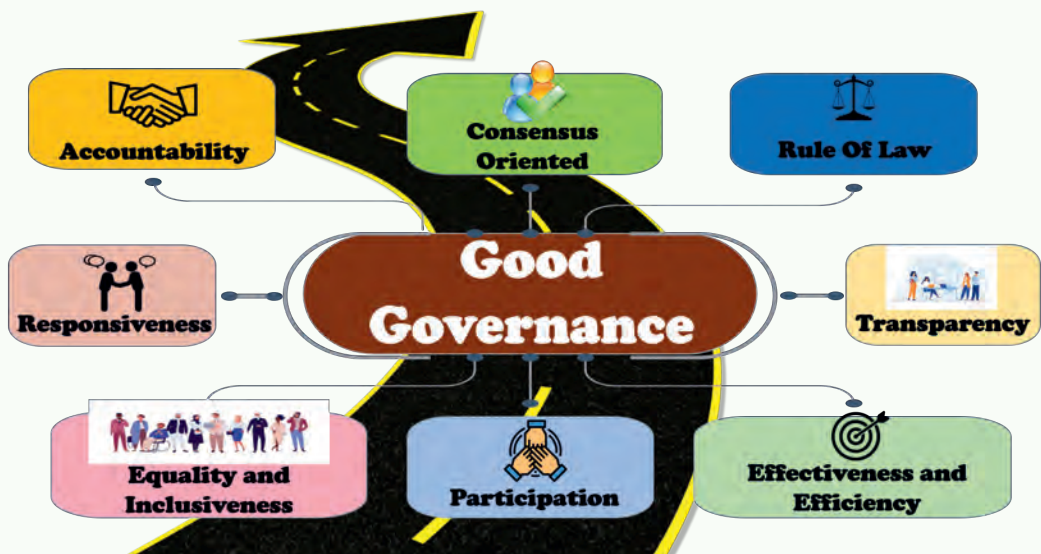 Accountability
Consensus
Oriented
Rule Of Law
Responsiveness
Good
Governance
Transparency
Equality and
Inclusiveness
Participation
Effectiveness and
Efficiency